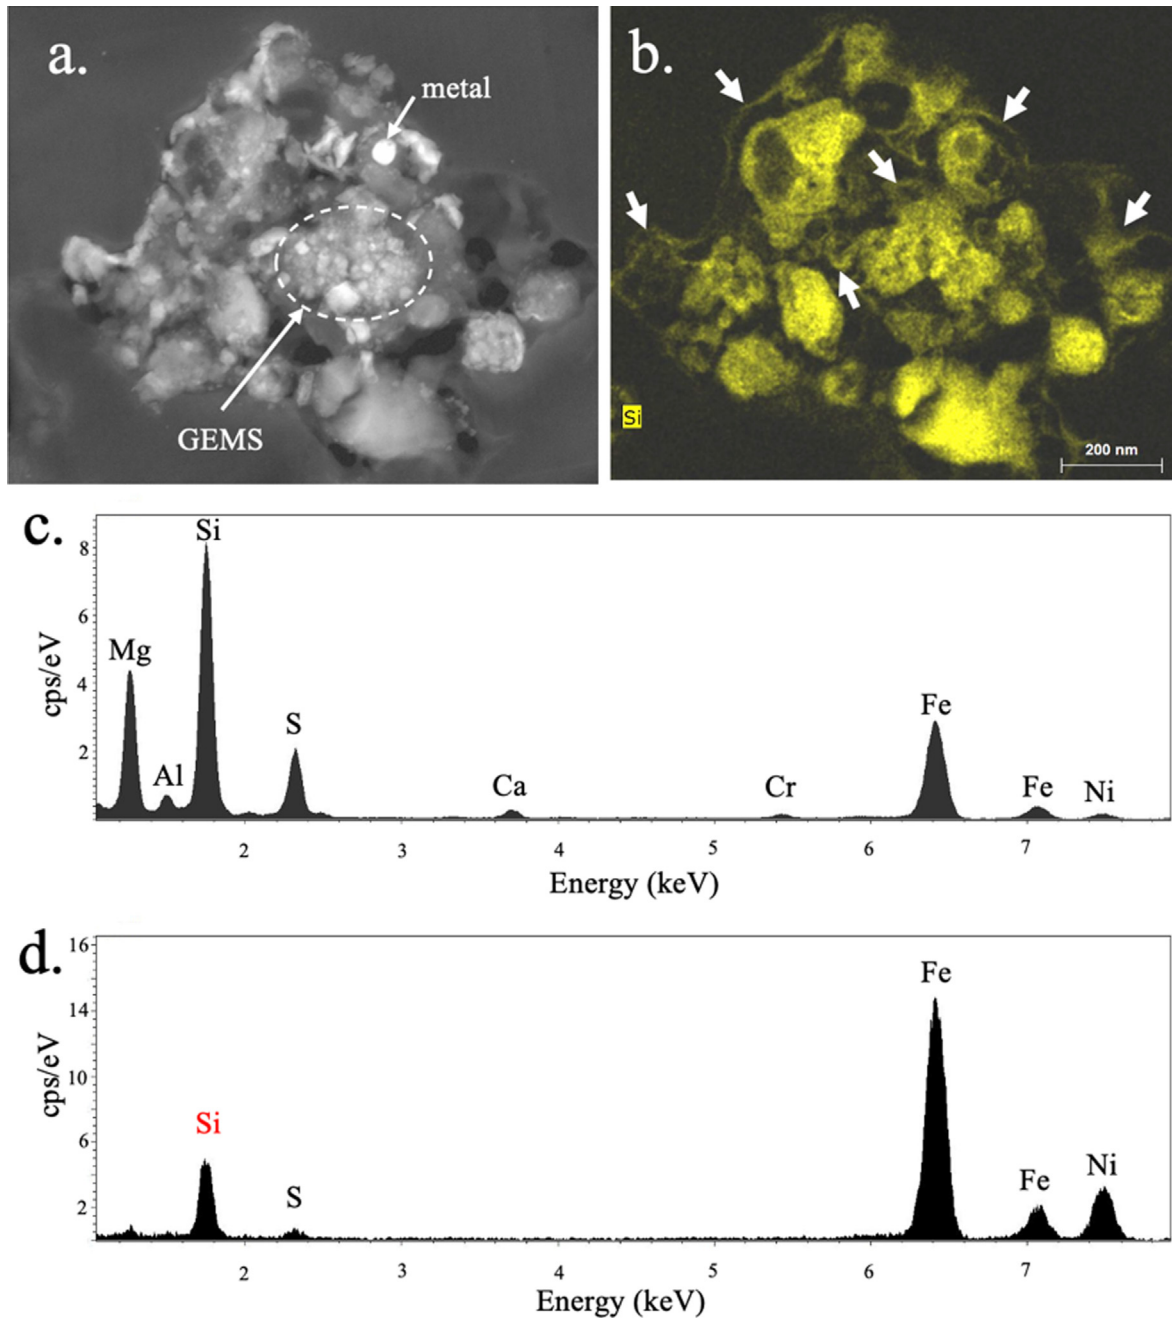 a.
metal
GEMS
b.
Si
200 nm
c.
cps/eV
8
6
4
2
Mg
Al
Si
S
Ca
Cr
Fe
Fe
Ni
2 3 4 5 6 7
Energy (keV)
d.
cps/eV
16
14
10
6
2
Si
S
Fe
Fe
Ni
2 3 4 5 6 7
Energy (keV)